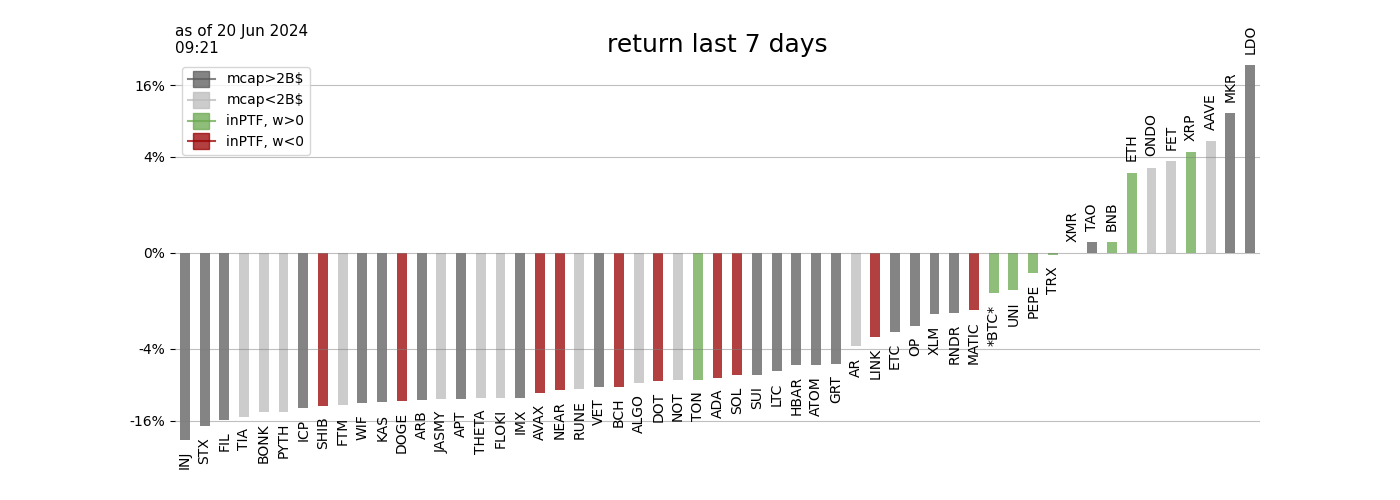 as of 20 Jun 2024
09:21
return last 7 days
mcap>2B$
mcap<2B$
inPTF, w>0
inPTF, w<0
16%
4%
0%
-4%
-16%
INJ
STX
FIL
TIA
BONK
PYTH
ICP
SHIB
FTM
WIF
KAS
DOGE
ARB
JASMY
APT
THETA
FLOKI
IMX
AVAX
NEAR
RUNE
VET
BCH
ALGO
DOT
NOT
TON
ADA
SOL
SUI
LTC
HBAR
ATOM
GRT
AR
LINK
ETC
OP
XLM
RNDR
MATIC
*BTC*
UNI
PEPE
TRX
XMR
TAO
BNB
ETH
ONDO
FET
XRP
AAVE
MKR
LDO